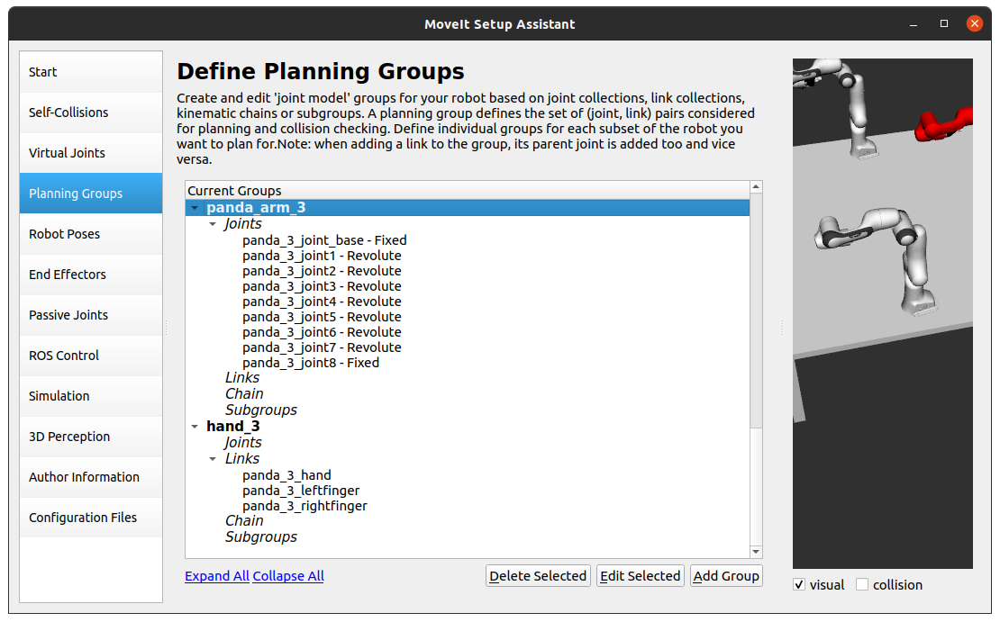 MoveIt Setup Assistant
Start
Self-Collisions
Virtual Joints
Planning Groups
Robot Poses
End Effectors
Passive Joints
ROS Control
Simulation
3D Perception
Author Information
Configuration Files
Define Planning Groups
Create and edit 'joint model' groups for your robot based on joint collections, link collections,
kinematic chains or subgroups. A planning group defines the set of (joint, link) pairs considered
for planning and collision checking. Define individual groups for each subset of the robot you
want to plan for.Note: when adding a link to the group, its parent joint is added too and vice
versa.
Current Groups
panda_arm_3
Joints
panda_3_joint_base - Fixed
panda_3_joint1 - Revolute
panda_3_joint2 - Revolute
panda_3_joint3 - Revolute
panda_3_joint4 - Revolute
panda_3_joint5 - Revolute
panda_3_joint6 - Revolute
panda_3_joint7 - Revolute
panda_3_joint8 - Fixed
Links
Chain
Subgroups
hand_3
Joints
Links
panda_3_hand
panda_3_leftfinger
panda_3_rightfinger
Chain
Subgroups
Expand All Collapse All
Delete Selected
Edit Selected
Add Group
visual
collision